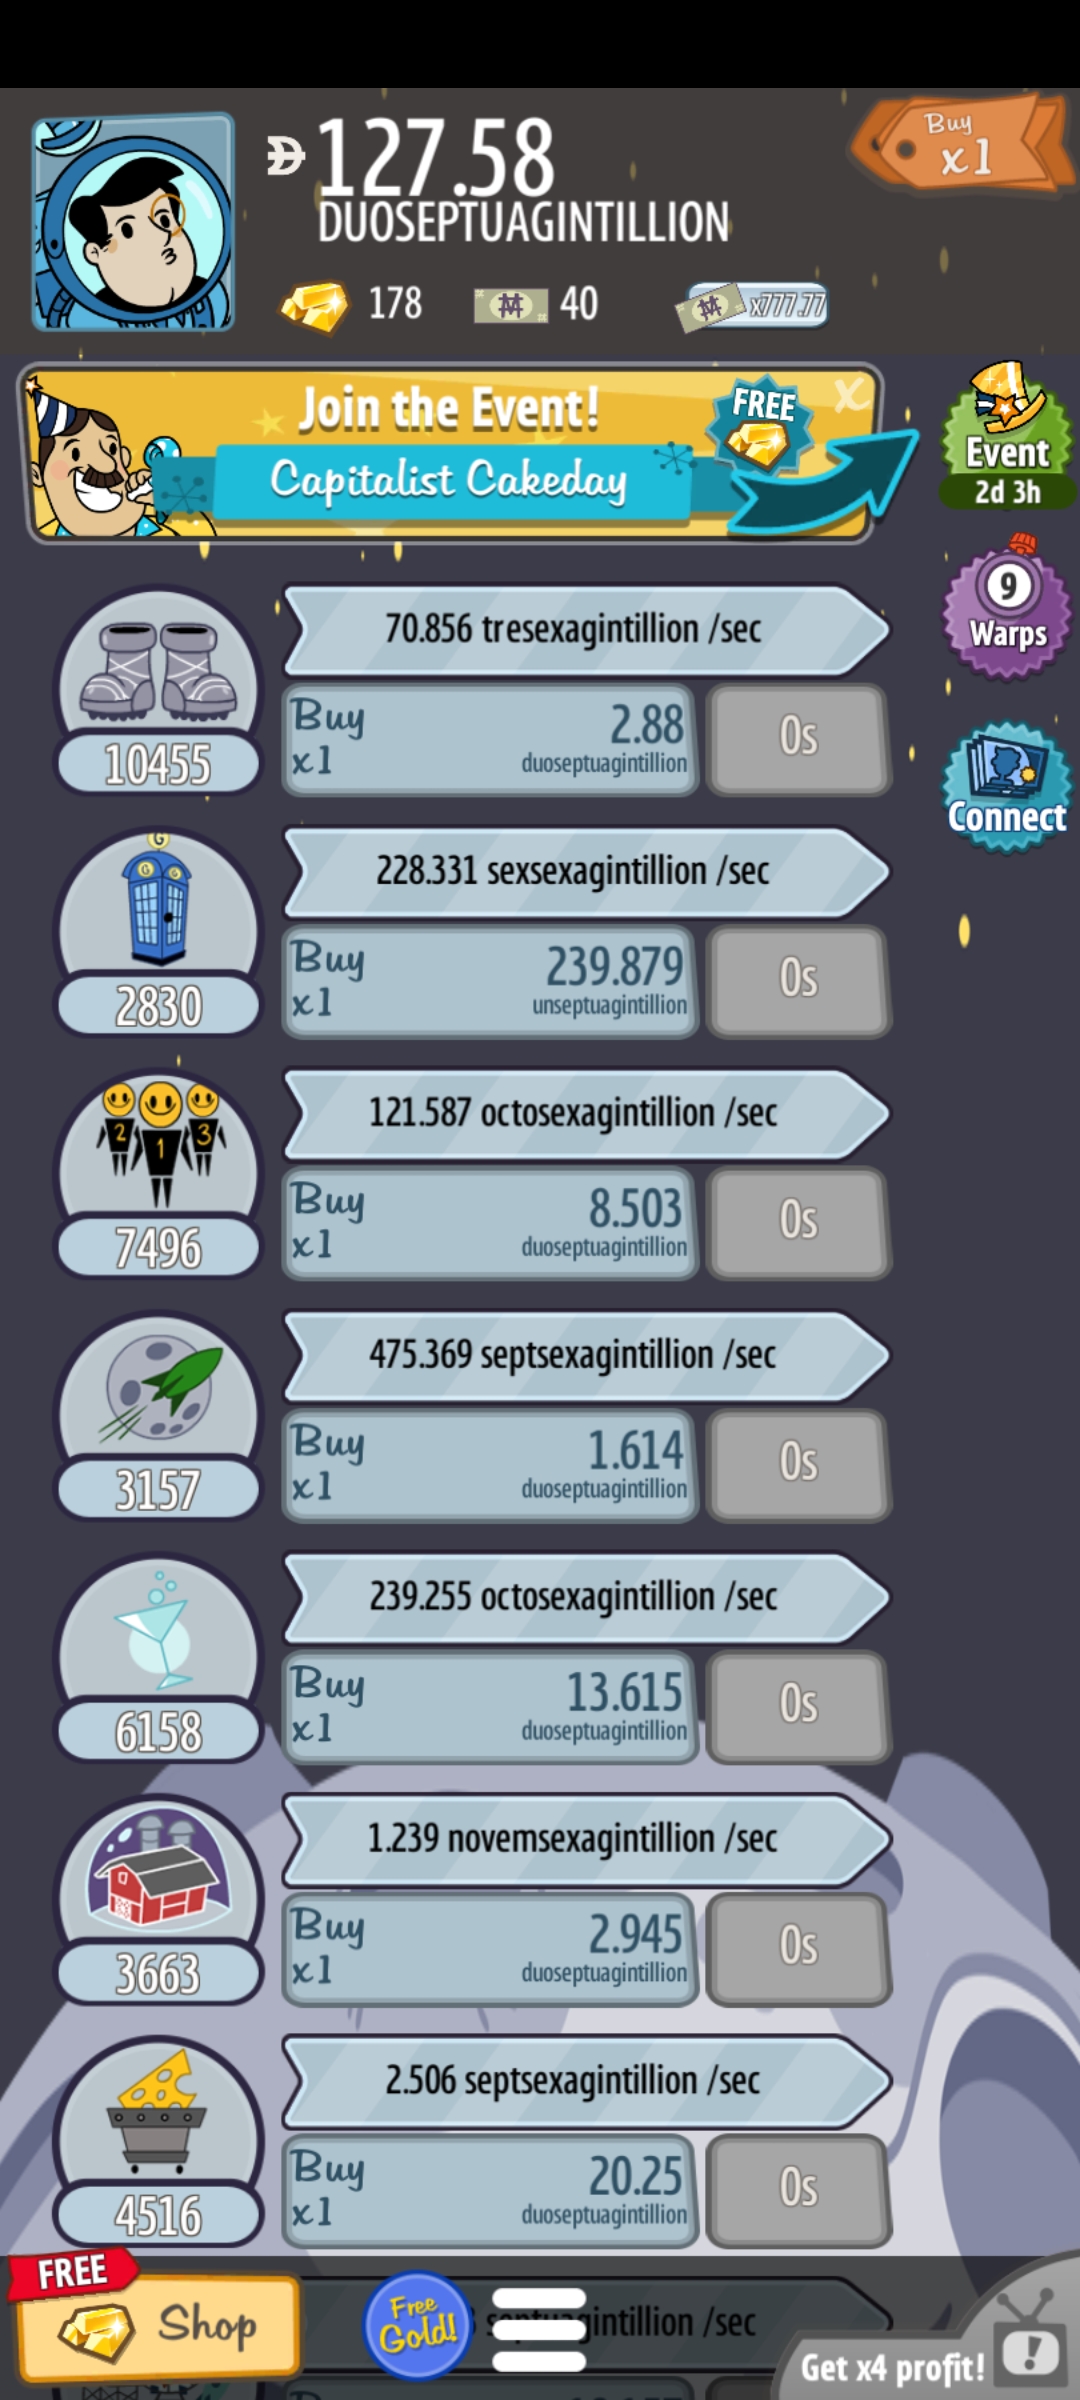 127.58
DUOSEPTUAGINTILLION
Buy
x1
178
40
x777.77
Join the Event!
FREE
X
Capitalist Cakeday
Event
2d 3h
9
Warps
Connect
70.856 tresexagintillion /sec
10455
Buy
x1
2.88
duoseptuagintillion
0s
228.331 sexsexagintillion /sec
2830
Buy
x1
239.879
unseptuagintillion
0s
2 1 3
121.587 octosexagintillion /sec
7496
Buy
x1
8.503
duoseptuagintillion
0s
475.369 septsexagintillion /sec
3157
Buy
x1
1.614
duoseptuagintillion
0s
239.255 octosexagintillion /sec
6158
Buy
x1
13.615
duoseptuagintillion
0s
1.239 novemsexagintillion /sec
3663
Buy
x1
2.945
duoseptuagintillion
0s
2.506 septsexagintillion /sec
4516
Buy
x1
20.25
duoseptuagintillion
0s
FREE
Shop
Free
Gold!
/sec
Get x4 profit!